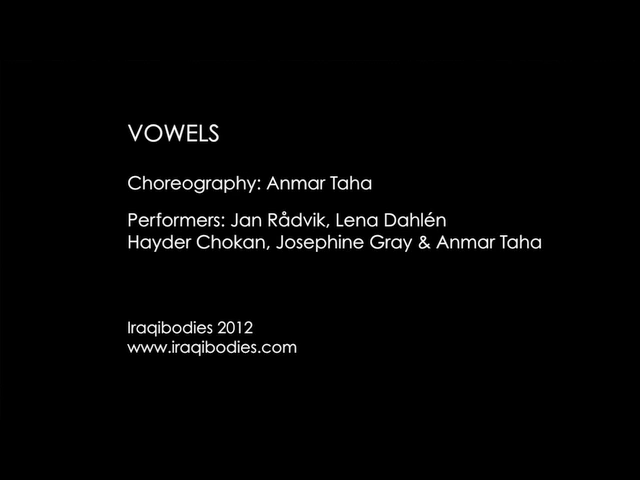 VOWELS
Choreography: Anmar Taha
Performers: Jan Rådvik, Lena Dahlén
Hayder Chokan, Josephine Gray & Anmar Taha
Iraqibodies 2012
www.iraqibodies.com